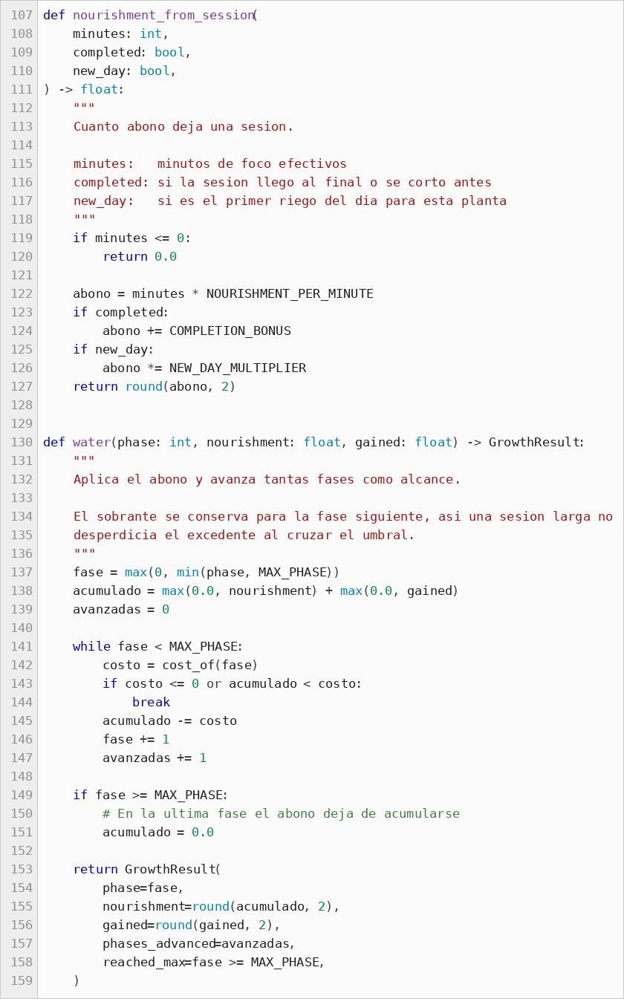 107 def nourishment_from_session(
108     minutes: int,
109     completed: bool,
110     new_day: bool,
111 ) -> float:
112     """
113     Cuanto abono deja una sesion.
114
115     minutes:   minutos de foco efectivos
116     completed: si la sesion llego al final o se corto antes
117     new_day:   si es el primer riego del dia para esta planta
118     """
119     if minutes <= 0:
120         return 0.0
121
122     abono = minutes * NOURISHMENT_PER_MINUTE
123     if completed:
124         abono += COMPLETION_BONUS
125     if new_day:
126         abono *= NEW_DAY_MULTIPLIER
127     return round(abono, 2)
128
129
130 def water(phase: int, nourishment: float, gained: float) -> GrowthResult:
131     """
132     Aplica el abono y avanza tantas fases como alcance.
133
134     El sobrante se conserva para la fase siguiente, asi una sesion larga no
135     desperdicia el excedente al cruzar el umbral.
136     """
137     fase = max(0, min(phase, MAX_PHASE))
138     acumulado = max(0.0, nourishment) + max(0.0, gained)
139     avanzadas = 0
140
141     while fase < MAX_PHASE:
142         costo = cost_of(fase)
143         if costo <= 0 or acumulado < costo:
144             break
145         acumulado -= costo
146         fase += 1
147         avanzadas += 1
148
149     if fase >= MAX_PHASE:
150         # En la ultima fase el abono deja de acumularse
151         acumulado = 0.0
152
153     return GrowthResult(
154         phase=fase,
155         nourishment=round(acumulado, 2),
156         gained=round(gained, 2),
157         phases_advanced=avanzadas,
158         reached_max=fase >= MAX_PHASE,
159     )